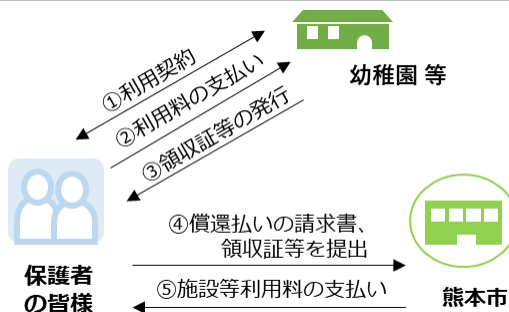 ①利用契約
②利用料の支払い
③領収証等の発行
幼稚園 等
④償還払いの請求書、
領収証等を提出
⑤施設等利用料の支払い
保護者
の皆様
熊本市